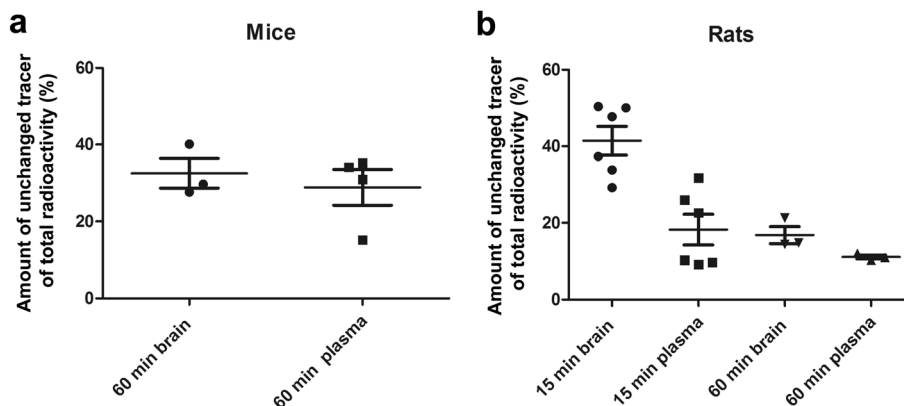 a
Mice
Amount of unchanged tracer
of total radioactivity (%)
60
40
20
0
60 min brain
60 min plasma
b
Rats
Amount of unchanged tracer
of total radioactivity (%)
60
40
20
0
15 min brain
15 min plasma
60 min brain
60 min plasma